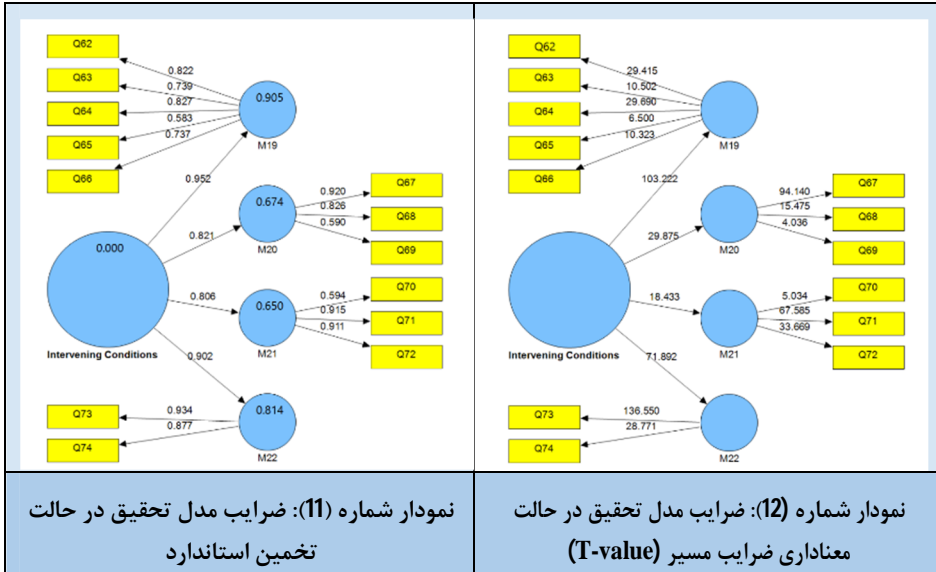 Q62
Q63
Q64
Q65
Q66
0.822
0.739
0.827
0.583
0.737
0.905
M19
0.952
0.674
M20
0.920
0.826
0.590
Q67
Q68
Q69
0.821
0.000
Intervening Conditions
0.806
0.650
M21
0.594
0.915
0.911
Q70
Q71
Q72
0.902
0.814
M22
0.934
0.877
Q73
Q74
Q62
Q63
Q64
Q65
Q66
29.415
10.502
29.690
6.500
10.323
M19
103.222
M20
94.140
15.475
4.036
Q67
Q68
Q69
29.875
Intervening Conditions
18.433
M21
5.034
67.585
33.669
Q70
Q71
Q72
71.892
M22
136.550
28.771
Q73
Q74
نمودار شماره (12): ضرایب مدل تحقیق در حالت
معناداری ضرایب مسیر (T-value)
نمودار شماره (11): ضرایب مدل تحقیق در حالت
تخمین استاندارد